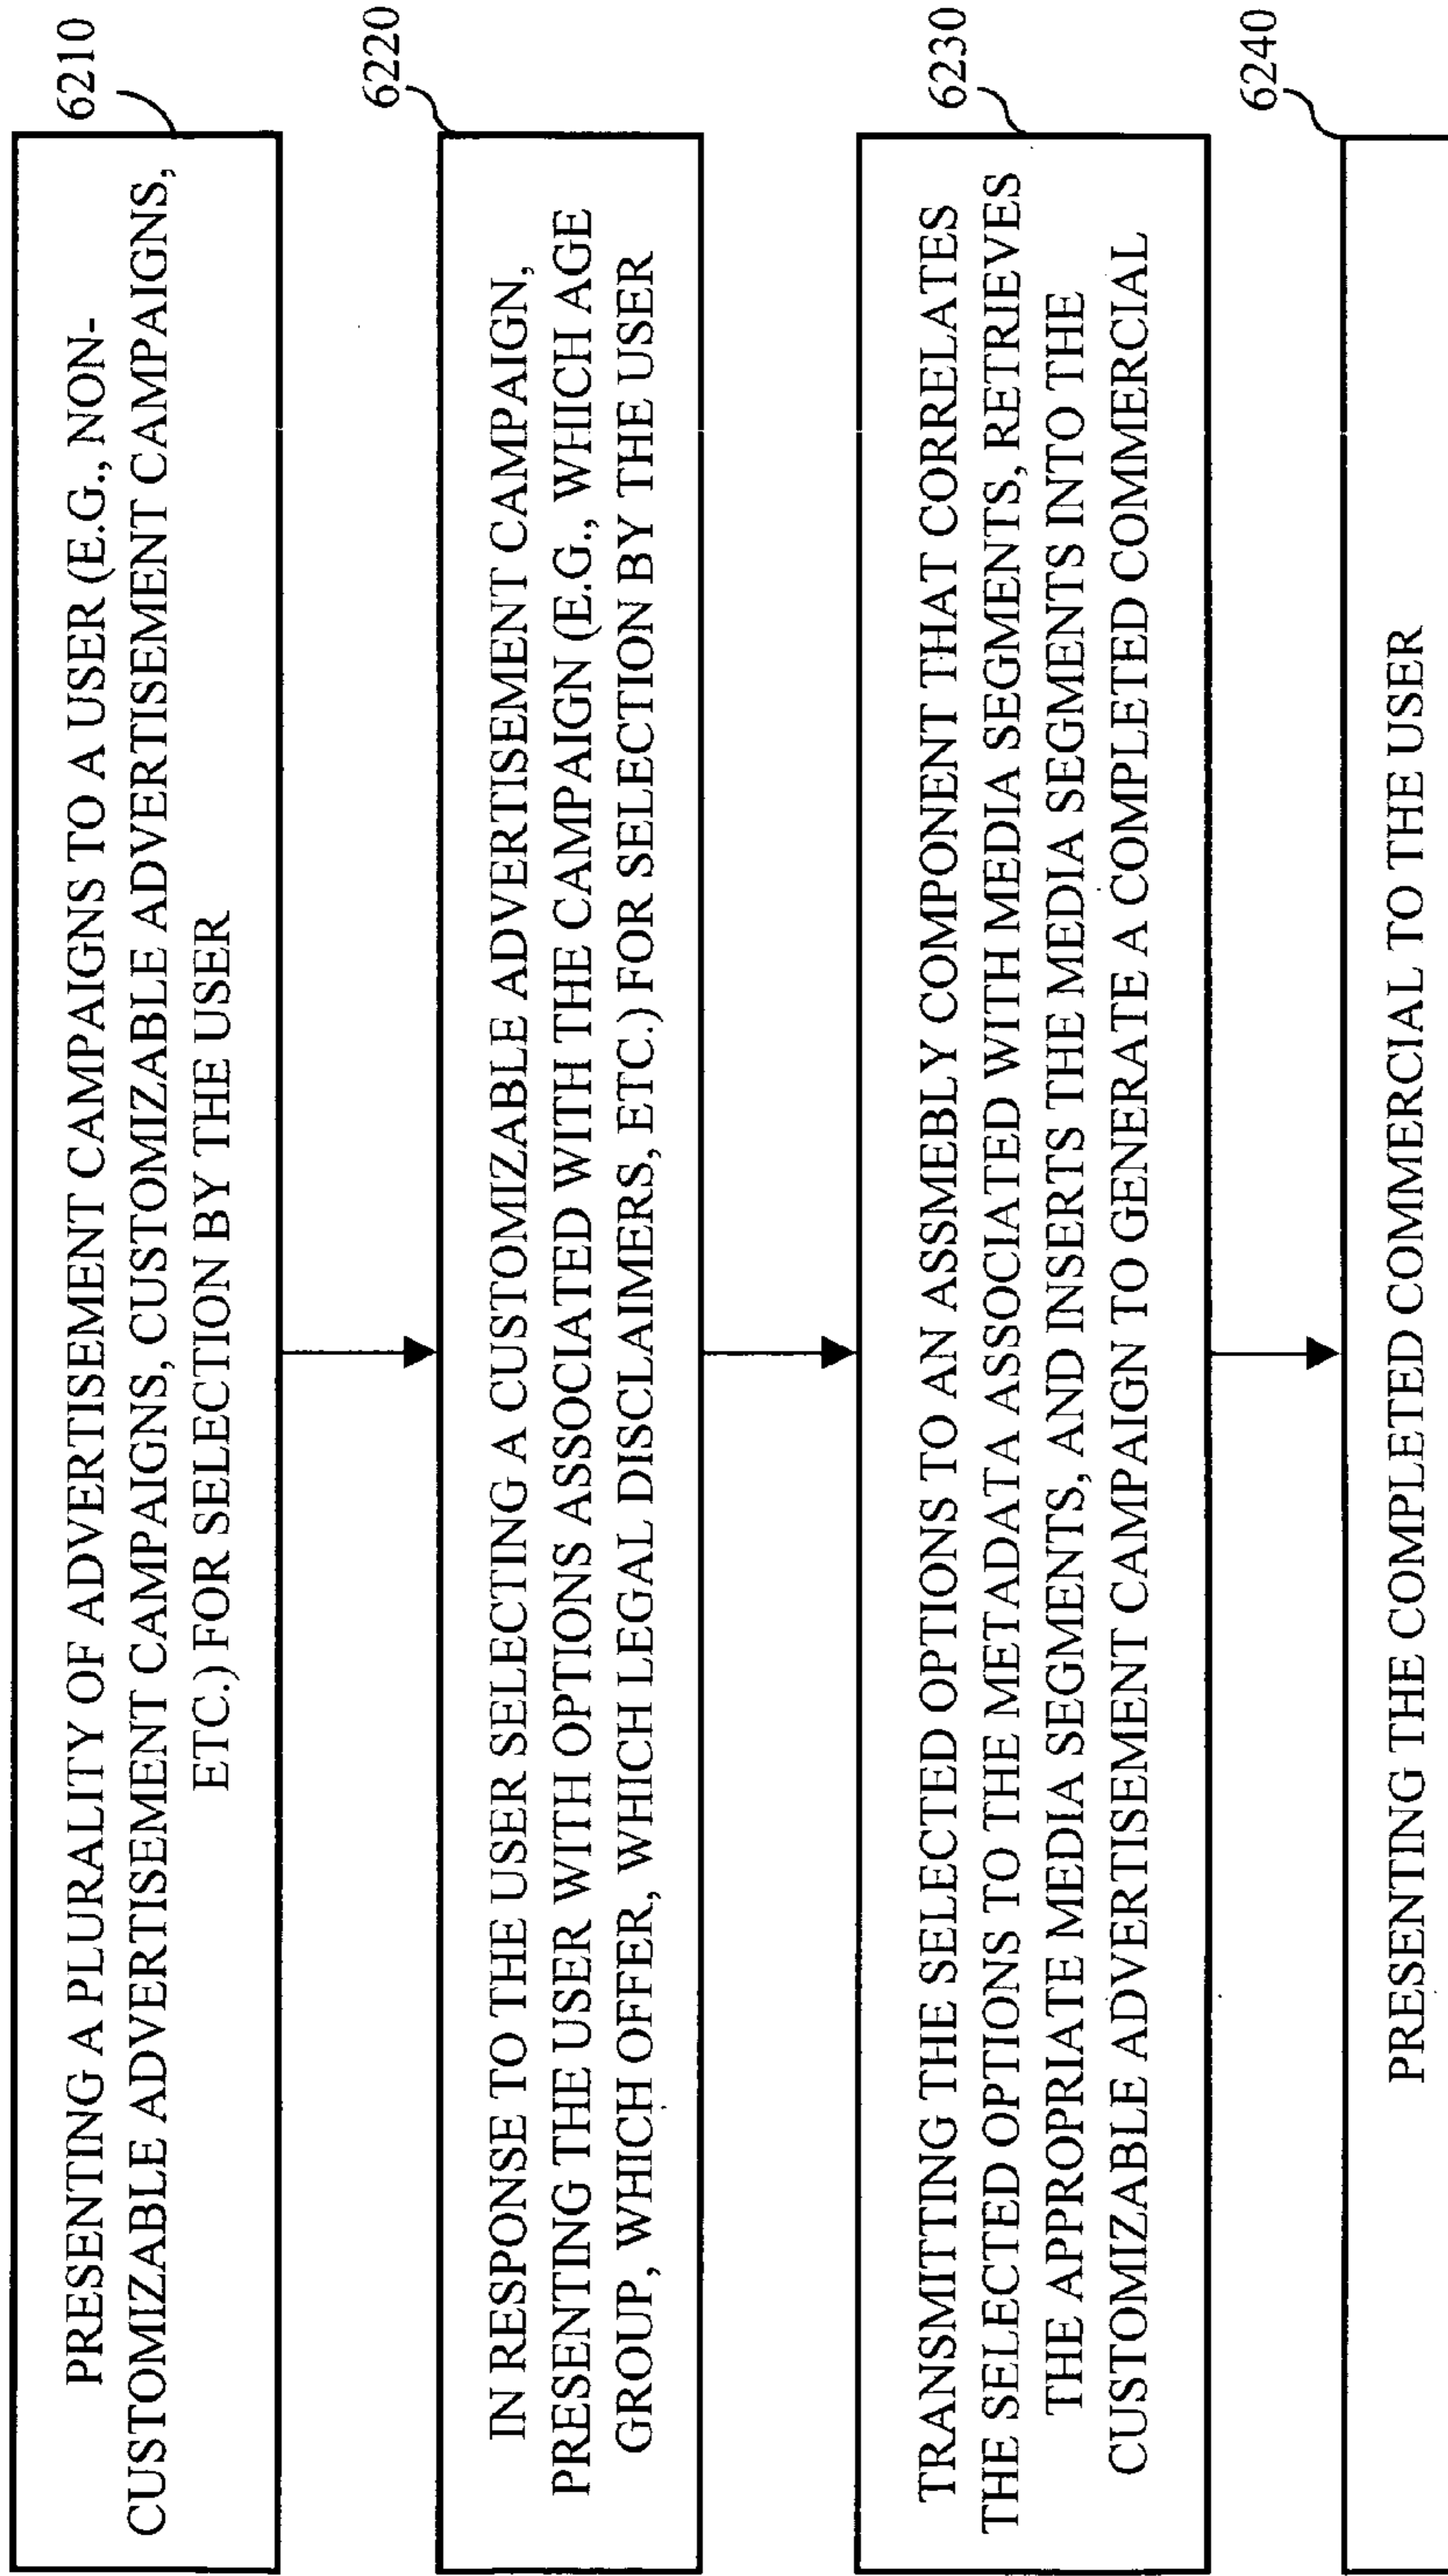 PRESENTING A PLURALITY OF ADVERTISEMENT CAMPAIGNS TO A USER (E.G., NON-
CUSTOMIZABLE ADVERTISEMENT CAMPAIGNS, CUSTOMIZABLE ADVERTISEMENT CAMPAIGNS,
ETC.) FOR SELECTION BY THE USER
6210
IN RESPONSE TO THE USER SELECTING A CUSTOMIZABLE ADVERTISEMENT CAMPAIGN,
PRESENTING THE USER WITH OPTIONS ASSOCIATED WITH THE CAMPAIGN (E.G., WHICH AGE
GROUP, WHICH OFFER, WHICH LEGAL DISCLAIMERS, ETC.) FOR SELECTION BY THE USER
6220
TRANSMITTING THE SELECTED OPTIONS TO AN ASSMEBLY COMPONENT THAT CORRELATES
THE SELECTED OPTIONS TO THE METADATA ASSOCIATED WITH MEDIA SEGMENTS, RETRIEVES
THE APPROPRIATE MEDIA SEGMENTS, AND INSERTS THE MEDIA SEGMENTS INTO THE
CUSTOMIZABLE ADVERTISEMENT CAMPAIGN TO GENERATE A COMPLETED COMMERCIAL
6230
PRESENTING THE COMPLETED COMMERCIAL TO THE USER
6240